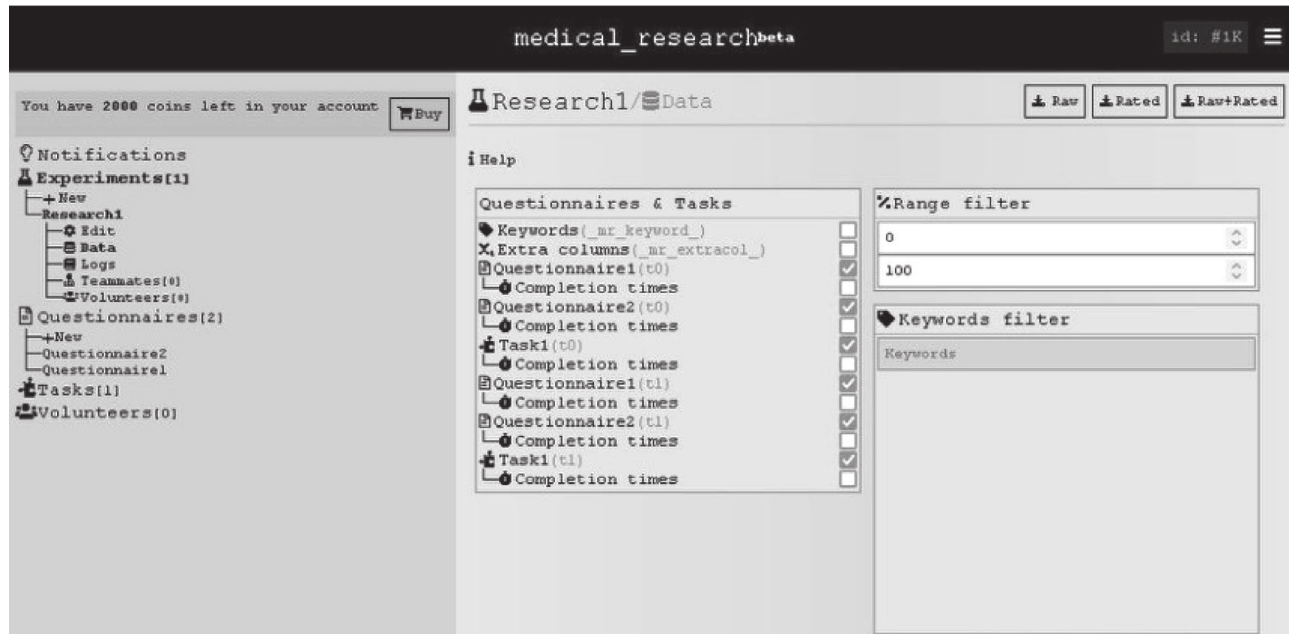 medical_researchbeta
id: #1K
You have 2000 coins left in your account
Buy
Notifications
Experiments[1]
New
Research1
Edit
Data
Logs
Teammates[0]
Volunteers[0]
Questionnaires[2]
New
Questionnaire2
Questionnaire1
Tasks[1]
Volunteers[0]
Research1/Data
Raw
Rated
Raw+Rated
Help
Questionnaires & Tasks
Keywords(_mr_keyword_)
Extra columns(_mr_extracol_)
Questionnaire1(t0)
Completion times
Questionnaire2(t0)
Completion times
Task1(t0)
Completion times
Questionnaire1(t1)
Completion times
Questionnaire2(t1)
Completion times
Task1(t1)
Completion times
Range filter
0
100
Keywords filter
Keywords